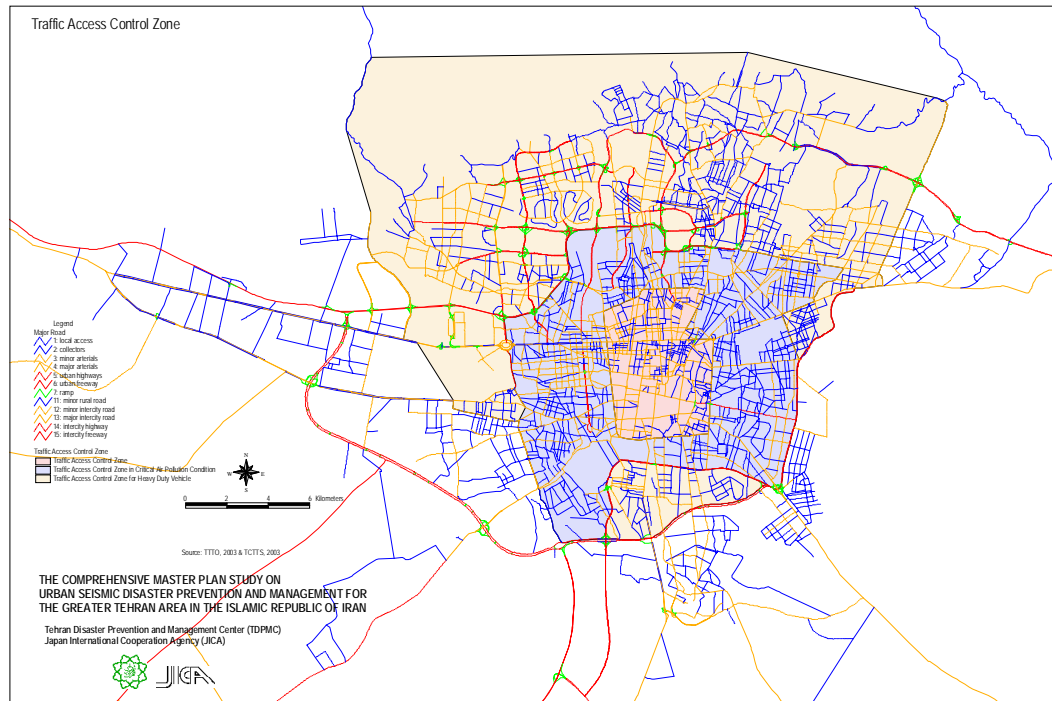 Traffic Access Control Zone
Legend
Major Road
1: local access
2: collectors
3: minor arterials
4: major arterials
5: urban highways
6: urban freeway
7: ramp
11: minor rural road
12: minor intercity road
13: major intercity road
14: intercity highway
15: intercity freeway
Traffic Access Control Zone
Traffic Access Control Zone
Traffic Access Control Zone in Critical Air Pollution Condition
Traffic Access Control Zone for Heavy Duty Vehicle
N
W E
S
0 2 4 6 Kilometers
Source: TTTO, 2003 & TCTTS, 2003
THE COMPREHENSIVE MASTER PLAN STUDY ON
URBAN SEISMIC DISASTER PREVENTION AND MANAGEMENT FOR
THE GREATER TEHRAN AREA IN THE ISLAMIC REPUBLIC OF IRAN
Tehran Disaster Prevention and Management Center (TDPMC)
Japan International Cooperation Agency (JICA)
JICA